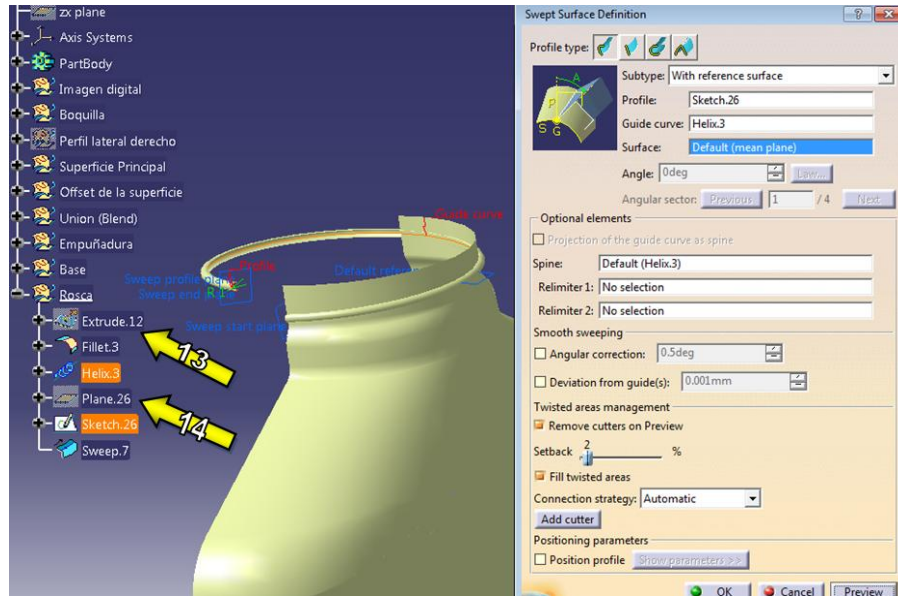 zx plane
Axis Systems
PartBody
Imagen digital
Boquilla
Perfil lateral derecho
Superficie Principal
Offset de la superficie
Union (Blend)
Empuñadura
Base
Rosca
Extrude.12
Fillet.3
Helix.3
Plane.26
Sketch.26
Sweep.7
13
14
Guide curve
Profile
Sweep profile
Sweep end
R1
Default refere
Sweep start plane
Swept Surface Definition
Profile type:
Subtype: With reference surface
Profile: Sketch.26
Guide curve: Helix.3
Surface: Default (mean plane)
Angle: 0deg Law...
Angular sector: Previous 1 / 4 Next
Optional elements
Projection of the guide curve as spine
Spine: Default (Helix.3)
Relimiter 1: No selection
Relimiter 2: No selection
Smooth sweeping
Angular correction: 0.5deg
Deviation from guide(s): 0.001mm
Twisted areas management
Remove cutters on Preview
Setback 2 %
Fill twisted areas
Connection strategy: Automatic
Add cutter
Positioning parameters
Position profile Show parameters >>
OK Cancel Preview